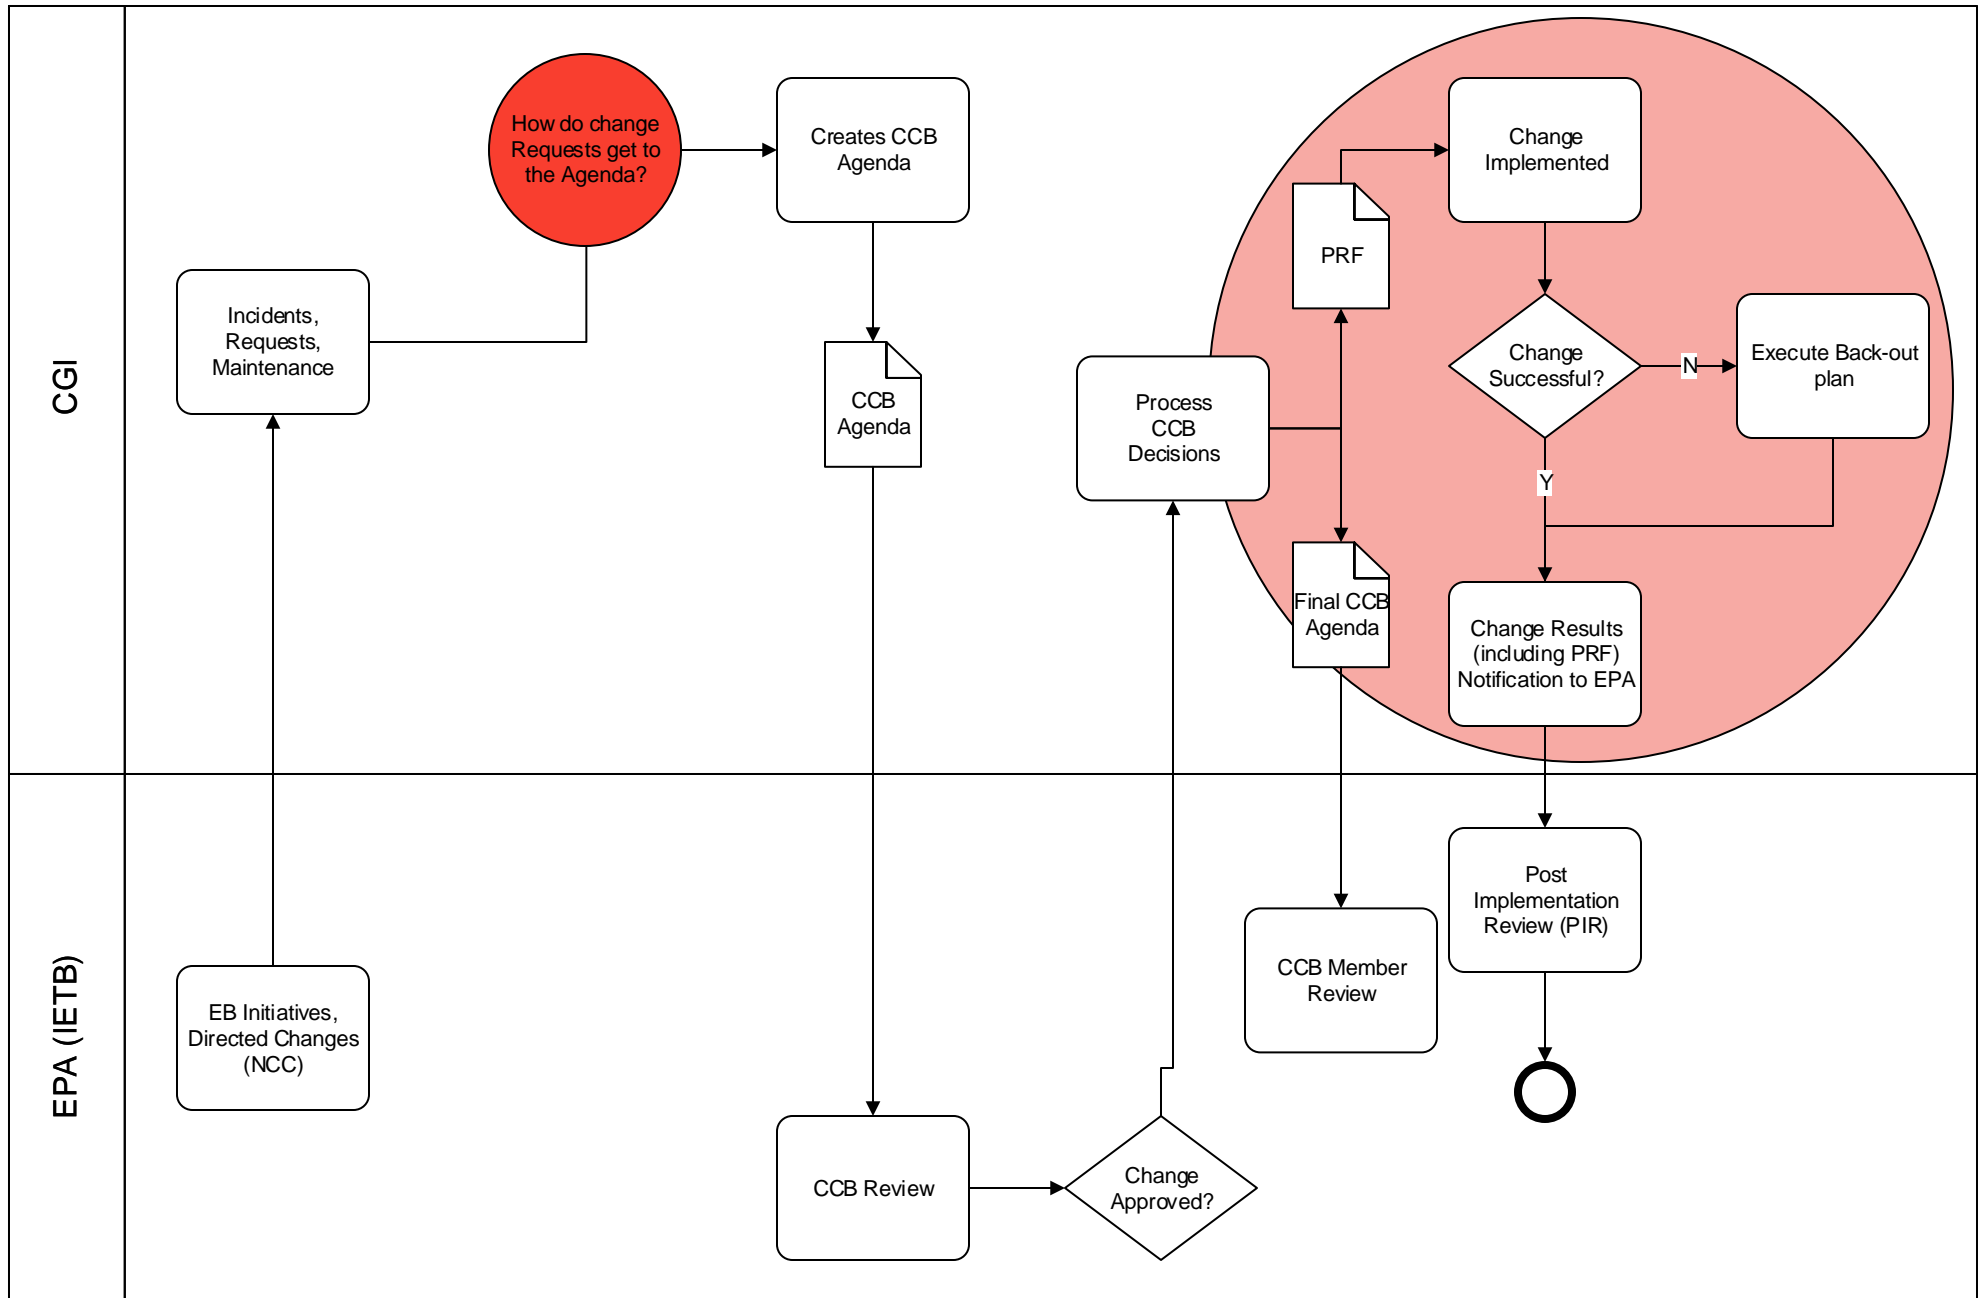 CGI
How do change
Requests get to
the Agenda?
Creates CCB
Agenda
Incidents,
Requests,
Maintenance
CCB
Agenda
Process
CCB
Decisions
PRF
Change
Implemented
Change
Successful?
N
Execute Back-out
plan
Y
Final CCB
Agenda
Change Results
(including PRF)
Notification to EPA
EPA (IETB)
EB Initiatives,
Directed Changes
(NCC)
CCB Review
Change
Approved?
CCB Member
Review
Post
Implementation
Review (PIR)